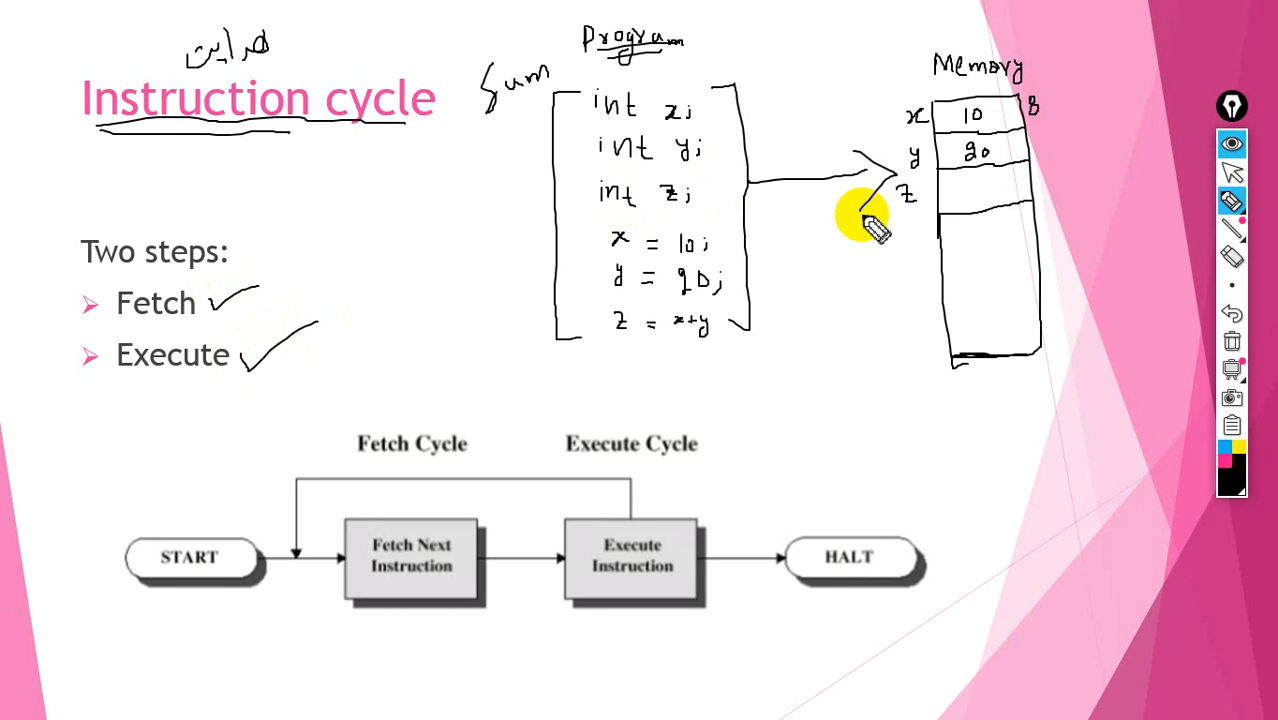 هدایت
Instruction cycle
Two steps:
Fetch
Execute
Sum
Program
int x;
int y;
int z;
x = 10;
y = 20;
z = x+y
Memory
x 10
y 20
z
Fetch Cycle
Execute Cycle
START
Fetch Next
Instruction
Execute
Instruction
HALT